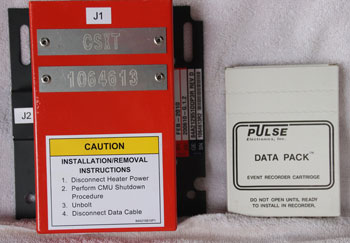 J1
CSXT
1064613
J2
CAUTION
INSTALLATION/REMOVAL
INSTRUCTIONS
1. Disconnect Heater Power
2. Perform CMU Shutdown
Procedure
3. Unbolt
4. Disconnect Data Cable
PULSE
Electronics, Inc.
DATA PACK™
EVENT RECORDER CARTRIDGE
DO NOT OPEN UNTIL READY
TO INSTALL IN RECORDER.